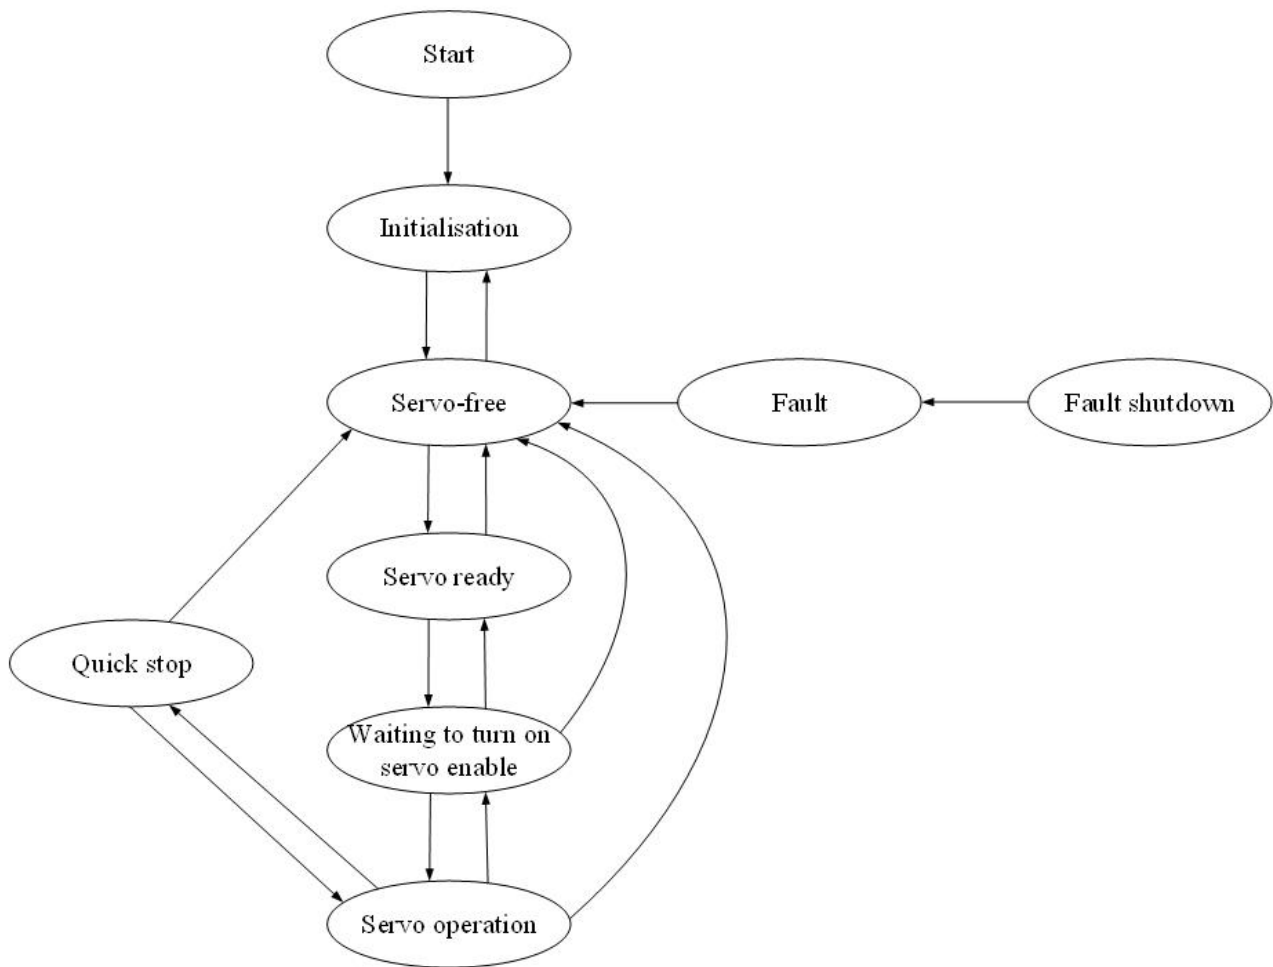 Start
Initialisation
Servo-free
Fault
Fault shutdown
Servo ready
Quick stop
Waiting to turn on
servo enable
Servo operation